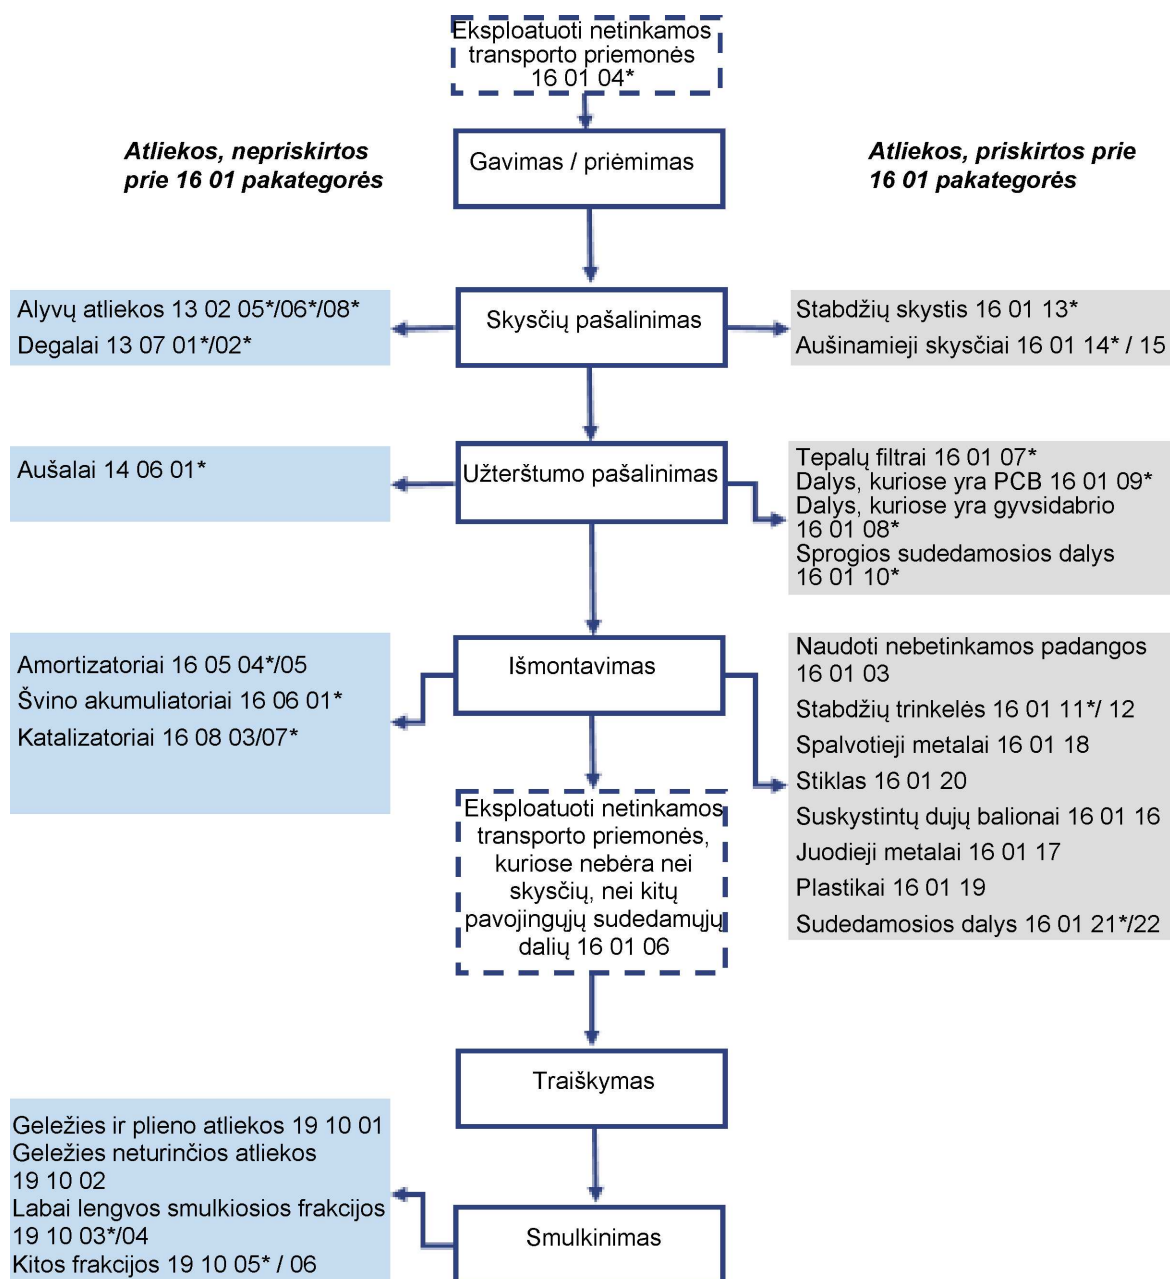 Eksploatuoti netinkamos
transporto priemonės
16 01 04*
Atliekos, nepriskirtos
prie 16 01 pakategorės
Gavimas / priėmimas
Atliekos, priskirtos prie
16 01 pakategorės
Alyvų atliekos 13 02 05*/06*/08*
Degalai 13 07 01*/02*
Skysčių pašalinimas
Stabdžių skystis 16 01 13*
Aušinamieji skysčiai 16 01 14* / 15
Aušalai 14 06 01*
Užterštumo pašalinimas
Tepalų filtrai 16 01 07*
Dalys, kuriose yra PCB 16 01 09*
Dalys, kuriose yra gyvsidabrio
16 01 08*
Sprogios sudedamosios dalys
16 01 10*
Amortizatoriai 16 05 04*/05
Švino akumuliatoriai 16 06 01*
Katalizatoriai 16 08 03/07*
Išmontavimas
Naudoti nebetinkamos padangos
16 01 03
Stabdžių trinkelės 16 01 11*/ 12
Spalvotieji metalai 16 01 18
Stiklas 16 01 20
Suskystintų dujų balionai 16 01 16
Juodieji metalai 16 01 17
Plastikai 16 01 19
Sudedamosios dalys 16 01 21*/22
Eksploatuoti netinkamos
transporto priemonės,
kuriose nebėra nei
skysčių, nei kitų
pavojingųjų sudedamųjų
dalių 16 01 06
Traiškymas
Geležies ir plieno atliekos 19 10 01
Geležies neturinčios atliekos
19 10 02
Labai lengvos smulkiosios frakcijos
19 10 03*/04
Kitos frakcijos 19 10 05* / 06
Smulkinimas